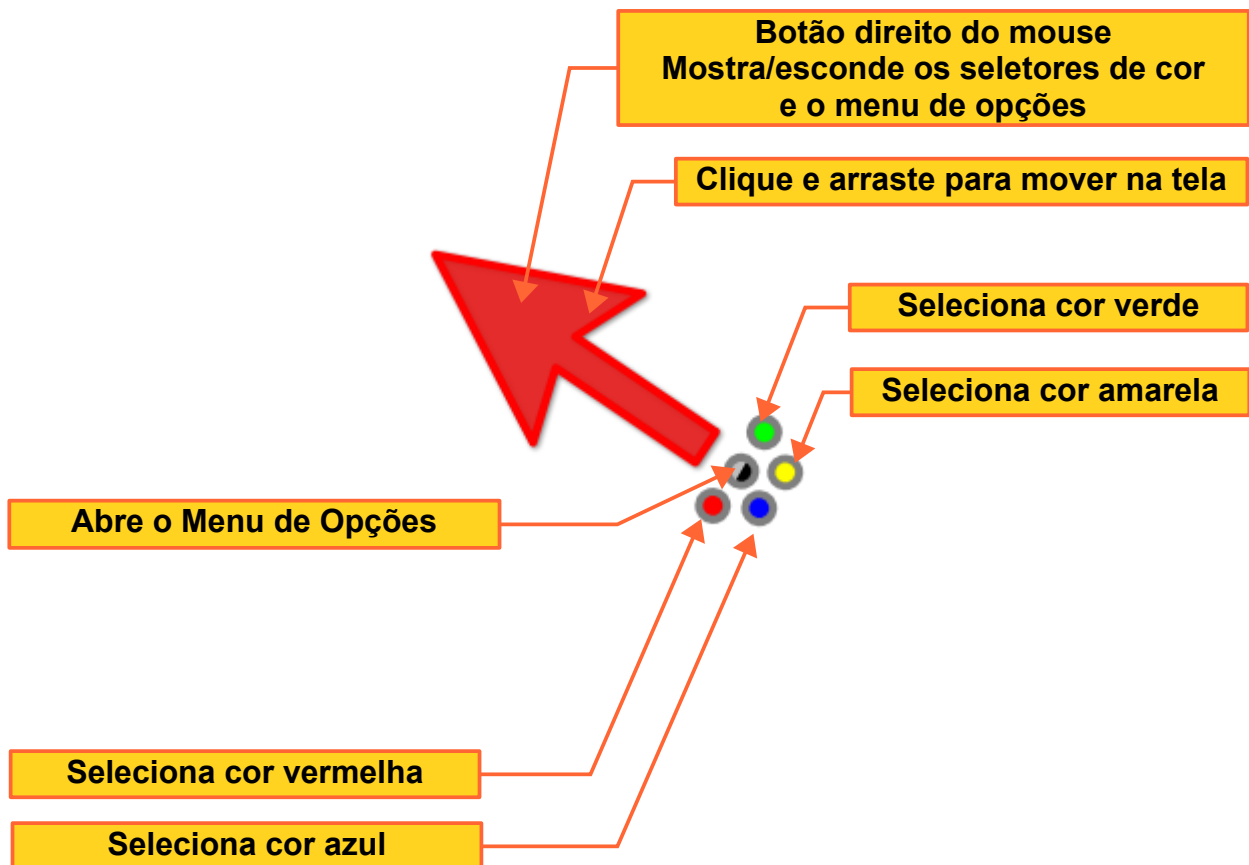 Botão direito do mouse
Mostra/esconde os seletores de cor
e o menu de opções
Clique e arraste para mover na tela
Seleciona cor verde
Seleciona cor amarela
Abre o Menu de Opções
Seleciona cor vermelha
Seleciona cor azul